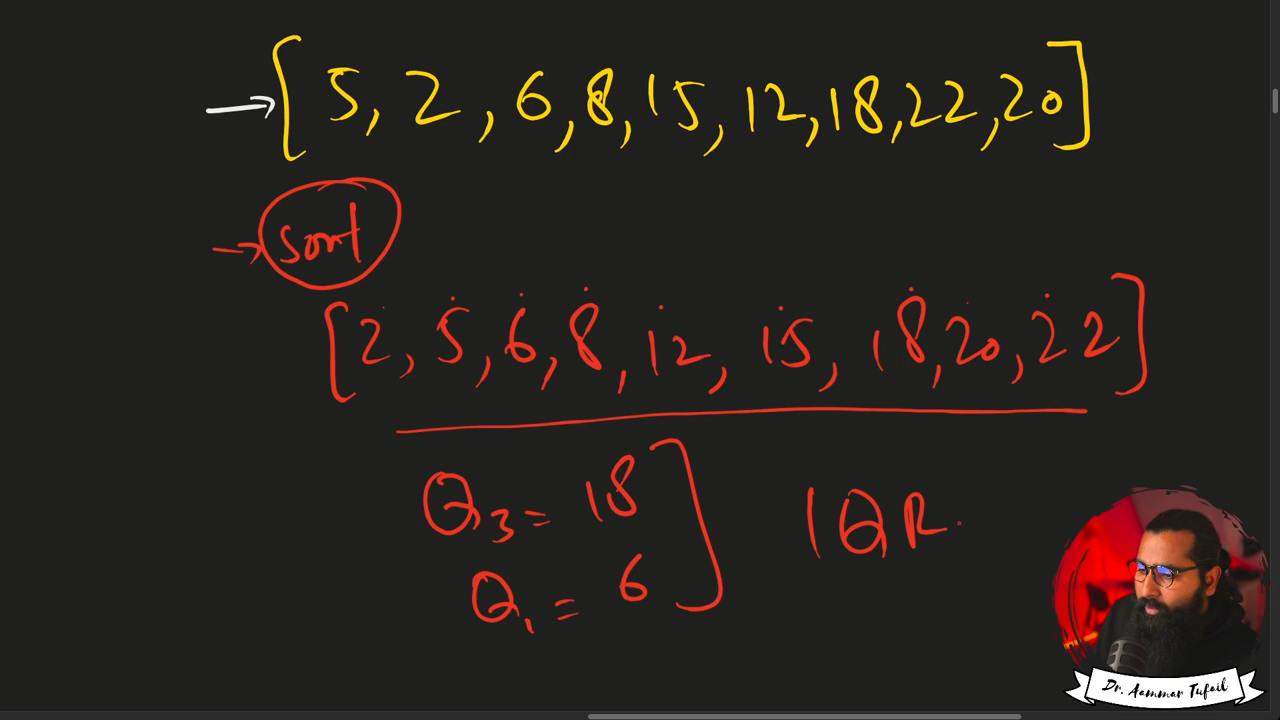 →[5, 2, 6, 8, 15, 12, 18, 22, 20]
→ sort
[2, 5, 6, 8, 12, 15, 18, 20, 22]
Q3 = 18
Q1 = 6
IQR
Dr. Aammar Tufail